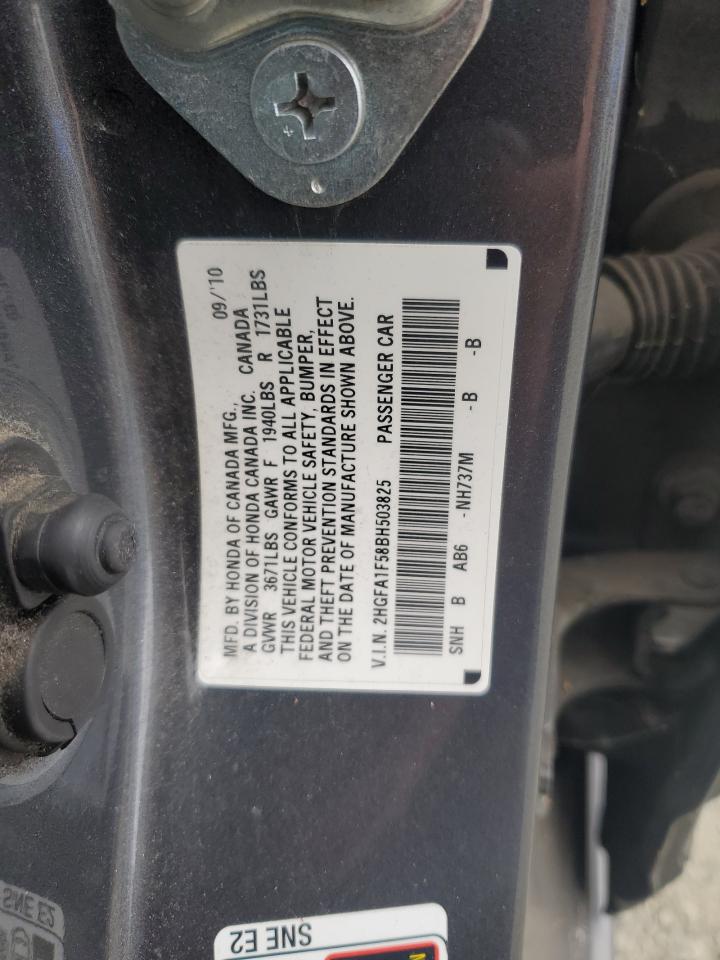 MFD. BY HONDA OF CANADA MFG., 09/'10
A DIVISION OF HONDA CANADA INC. CANADA
GVWR 3671LBS GAWR F 1940LBS R 1731LBS
THIS VEHICLE CONFORMS TO ALL APPLICABLE
FEDERAL MOTOR VEHICLE SAFETY, BUMPER,
AND THEFT PREVENTION STANDARDS IN EFFECT
ON THE DATE OF MANUFACTURE SHOWN ABOVE.
V.I.N. 2HGFA1F58BH503825 PASSENGER CAR
SNH B AB6 -NH737M -B -B
SNE E2
SNE E2